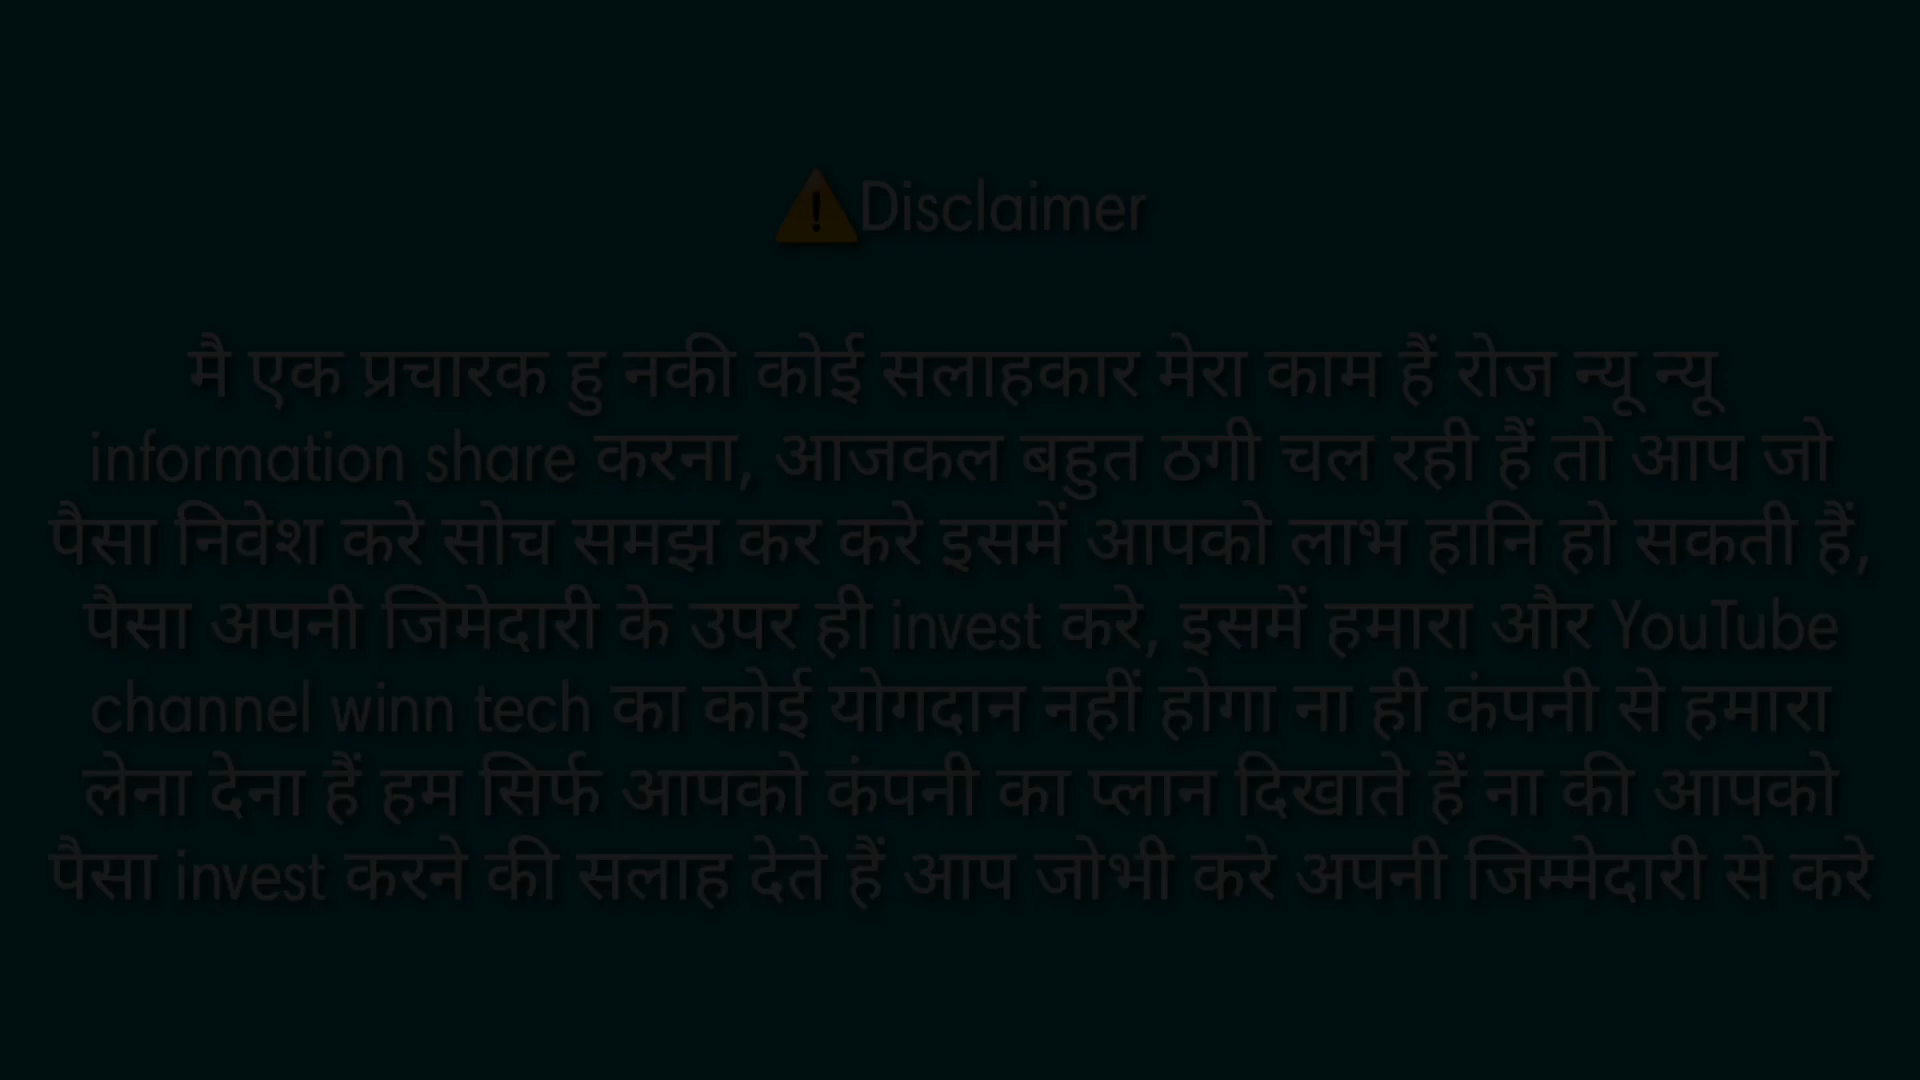 ⚠️Disclaimer
मै एक प्रचारक हु नकी कोई सलाहकार मेरा काम हैं रोज न्यू न्यू
information share करना, आजकल बहुत ठगी चल रही हैं तो आप जो
पैसा निवेश करे सोच समझ कर करे इसमें आपको लाभ हानि हो सकती हैं,
पैसा अपनी जिमेदारी के उपर ही invest करे, इसमें हमारा और YouTube
channel winn tech का कोई योगदान नहीं होगा ना ही कंपनी से हमारा
लेना देना हैं हम सिर्फ आपको कंपनी का प्लान दिखाते हैं ना की आपको
पैसा invest करने की सलाह देते हैं आप जोभी करे अपनी जिम्मेदारी से करे